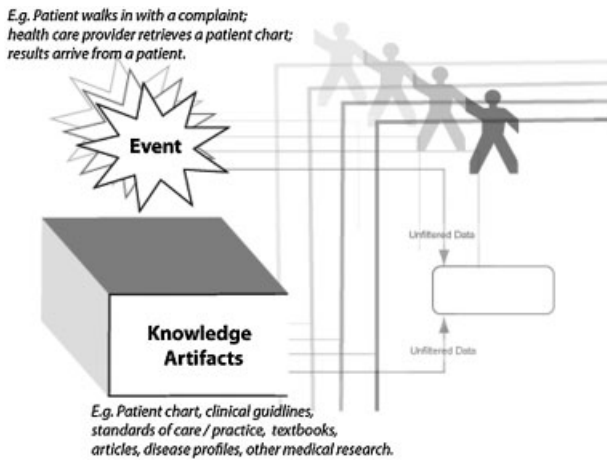 E.g. Patient walks in with a complaint;
health care provider retrieves a patient chart;
results arrive from a patient.
Event
Unfiltered Data
Knowledge
Artifacts
Unfiltered Data
E.g. Patient chart, clinical guidlines,
standards of care / practice, textbooks,
articles, disease profiles, other medical research.